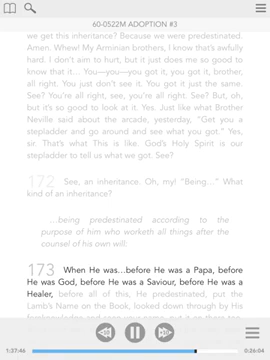 60-0522M ADOPTION #3
we get this inheritance? Because we were predestinated.
Amen. Whew! My Arminian brothers, I know that's awfully
hard. I don't aim to hurt, but it just does me so good to
know that it… You—you—you got it, you got it, brother,
all right. You just don't see it. You got it just the same.
See? You're all right, see, you're all right. See? But, oh,
but it's so good to look at it. Yes. Just like what Brother
Neville said about the arcade, yesterday, "Get you a
stepladder and go around and see what you got." Yes,
sir. That's what This is like. God's Holy Spirit is our
stepladder to tell us what we got. See?
172 See, an inheritance. Oh, my! "Being…" What
kind of an inheritance?
…being predestinated according to the
purpose of him who worketh all things after the
counsel of his own will:
173 When He was…before He was a Papa, before
He was God, before He was a Saviour, before He was a
Healer, before all of this, He predestinated, put the
Lamb's Name on the Book, looked down through by His
1:37:46
0:26:04